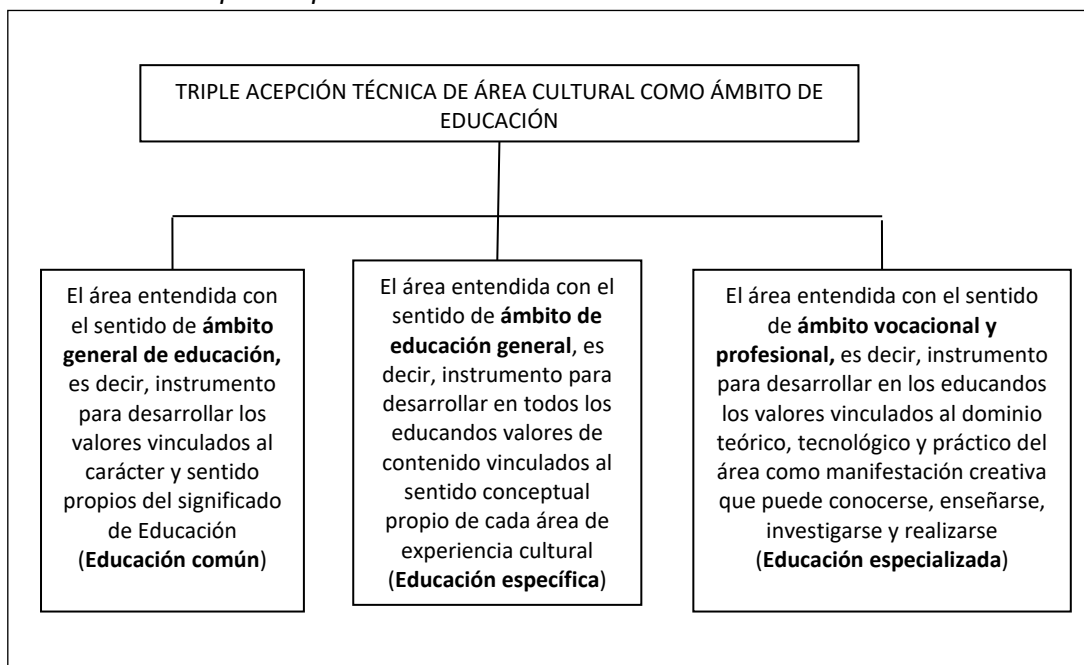 TRIPLE ACEPCIÓN TÉCNICA DE ÁREA CULTURAL COMO ÁMBITO DE
EDUCACIÓN
El área entendida con
el sentido de ámbito
general de educación,
es decir, instrumento
para desarrollar los
valores vinculados al
carácter y sentido
propios del significado
de Educación
(Educación común)
El área entendida con el
sentido de ámbito de
educación general, es
decir, instrumento para
desarrollar en todos los
educandos valores de
contenido vinculados al
sentido conceptual
propio de cada área de
experiencia cultural
(Educación específica)
El área entendida con el sentido
de ámbito vocacional y
profesional, es decir, instrumento
para desarrollar en los educandos
los valores vinculados al dominio
teórico, tecnológico y práctico del
área como manifestación creativa
que puede conocerse, enseñarse,
investigarse y realizarse
(Educación especializada)